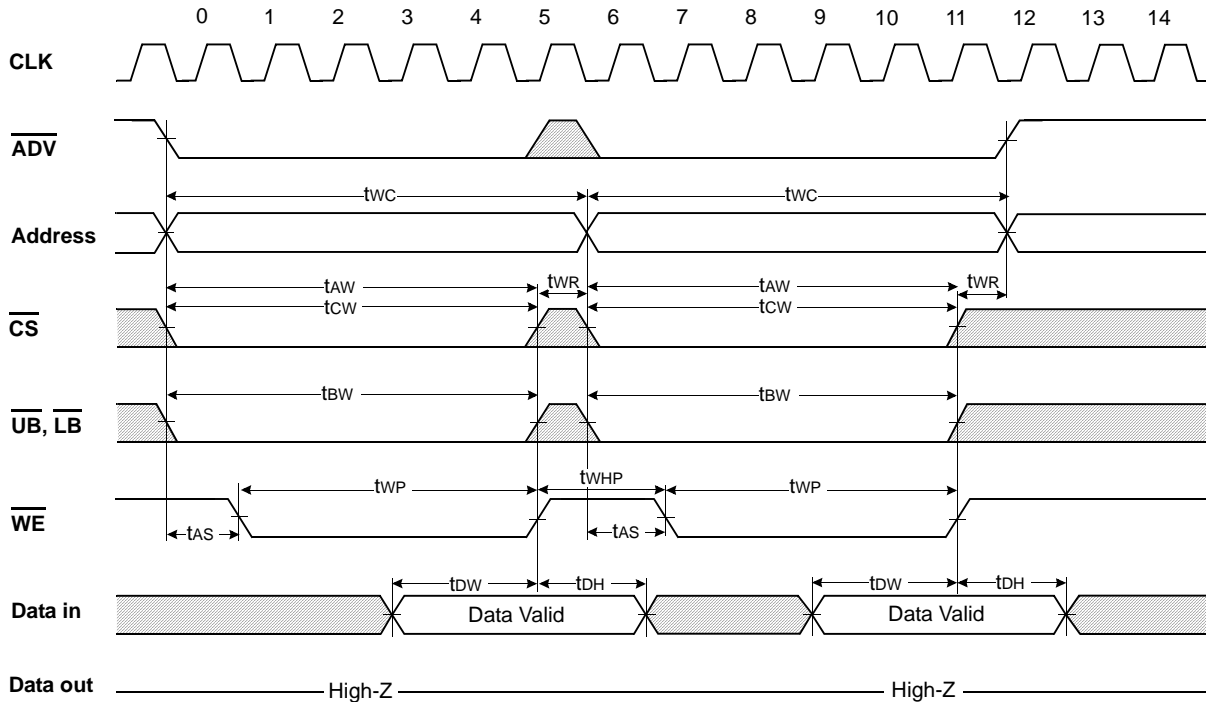 0 1 2 3 4 5 6 7 8 9 10 11 12 13 14
CLK
ADV
tWC tWC
Address
tAW tWR tAW tWR
tCW tCW
CS
tBW tBW
UB, LB
tWP tWHP tWP
WE
tAS tAS
tDW tDH tDW tDH
Data in Data Valid Data Valid
Data out High-Z High-Z